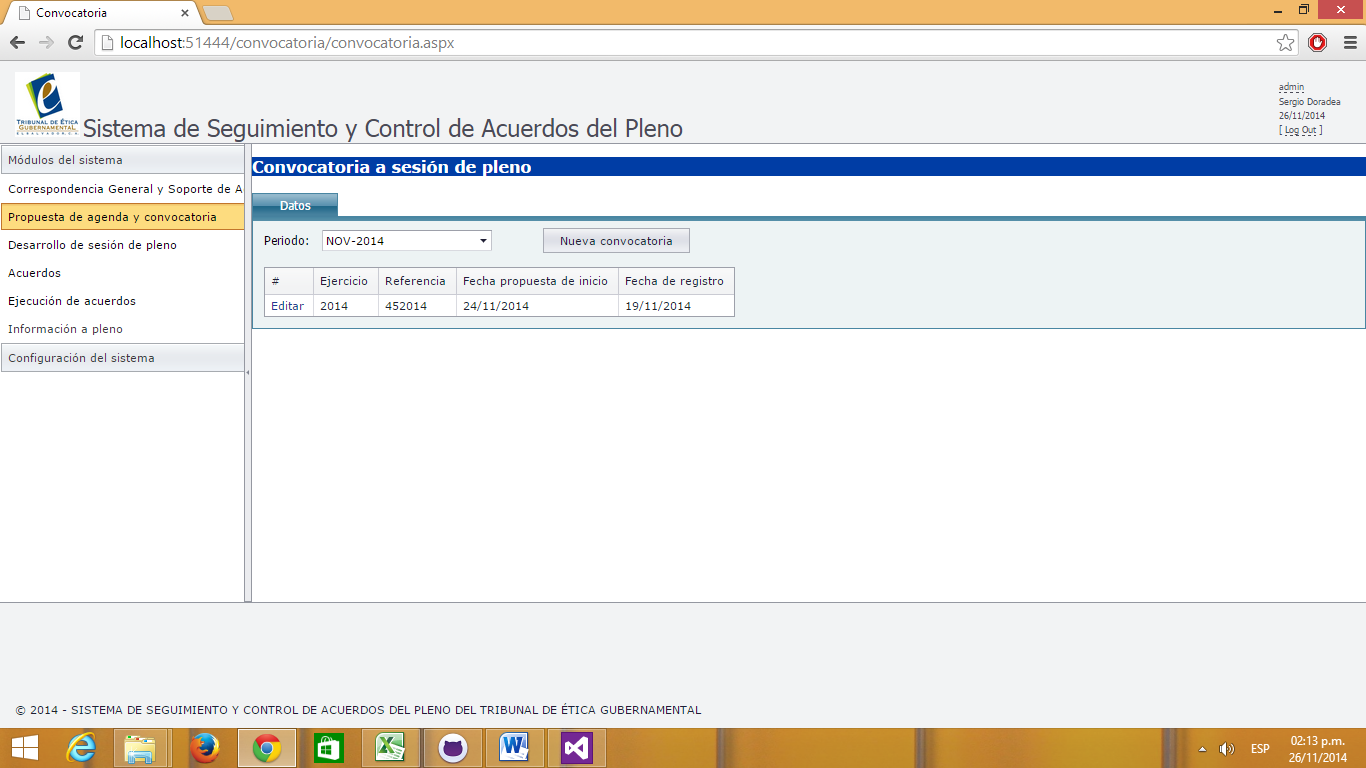 Convocatoria
localhost:51444/convocatoria/convocatoria.aspx
TRIBUNAL DE ÉTICA
GUBERNAMENTAL
Sistema de Seguimiento y Control de Acuerdos del Pleno
admin
Sergio Doradea
26/11/2014
[ Log Out ]
Módulos del sistema
Correspondencia General y Soporte de A
Propuesta de agenda y convocatoria
Desarrollo de sesión de pleno
Acuerdos
Ejecución de acuerdos
Información a pleno
Configuración del sistema
Convocatoria a sesión de pleno
Datos
Periodo: NOV-2014 Nueva convocatoria
# Ejercicio Referencia Fecha propuesta de inicio Fecha de registro
Editar 2014 452014 24/11/2014 19/11/2014
© 2014 - SISTEMA DE SEGUIMIENTO Y CONTROL DE ACUERDOS DEL PLENO DEL TRIBUNAL DE ÉTICA GUBERNAMENTAL
ESP
02:13 p.m.
26/11/2014